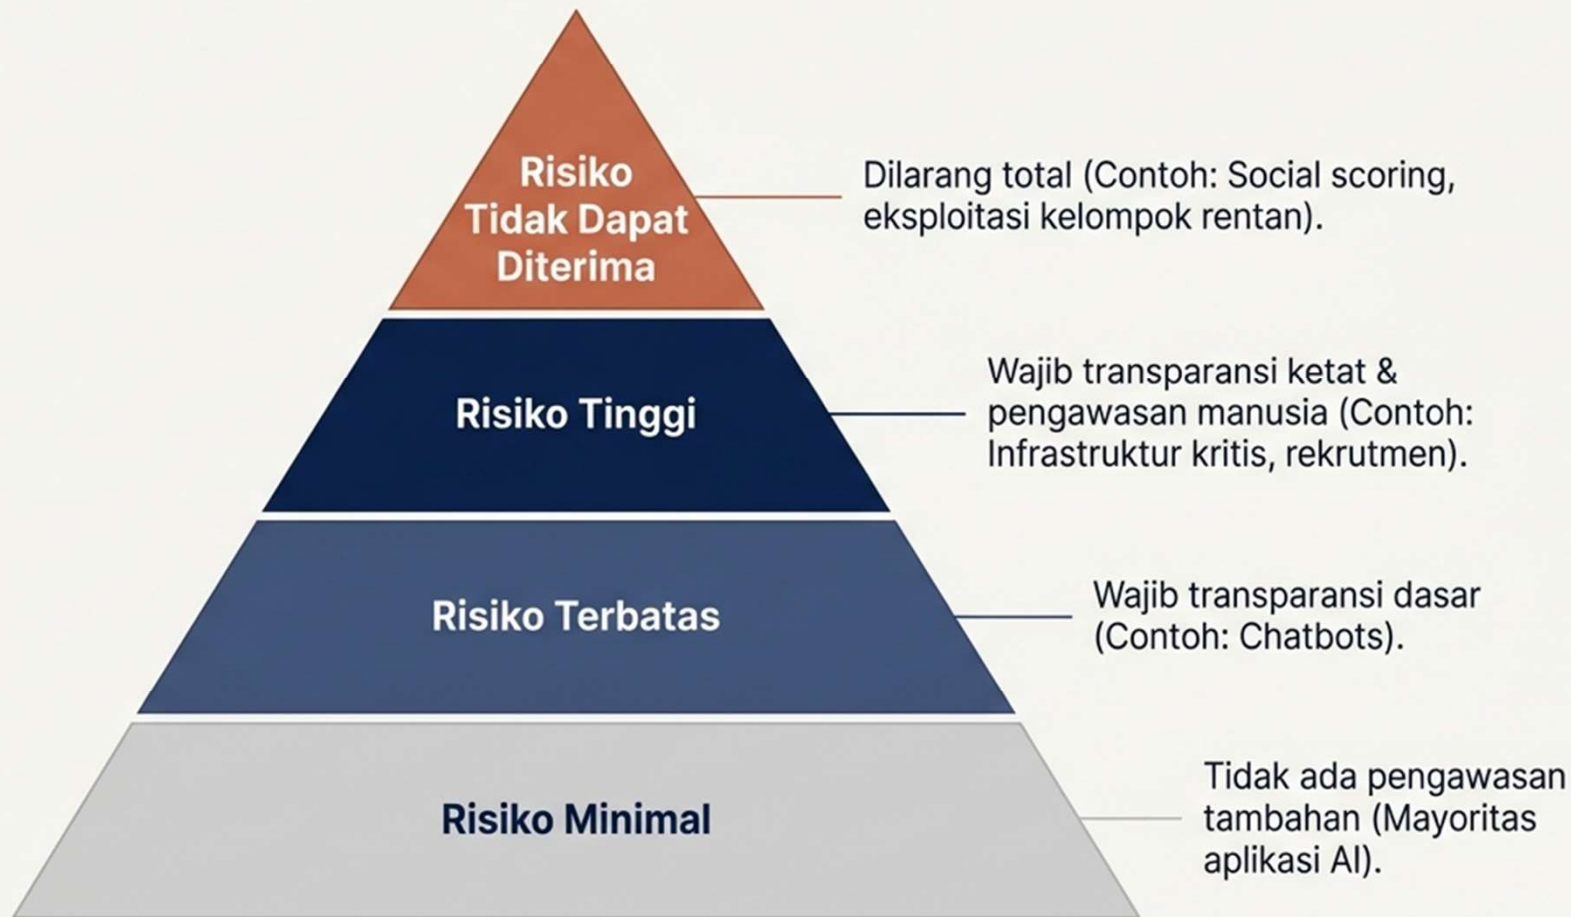 Risiko
Tidak Dapat
Diterima
Dilarang total (Contoh: Social scoring,
eksploitasi kelompok rentan).
Risiko Tinggi
Wajib transparansi ketat &
pengawasan manusia (Contoh:
Infrastruktur kritis, rekrutmen).
Risiko Terbatas
Wajib transparansi dasar
(Contoh: Chatbots).
Risiko Minimal
Tidak ada pengawasan
tambahan (Mayoritas
aplikasi AI).